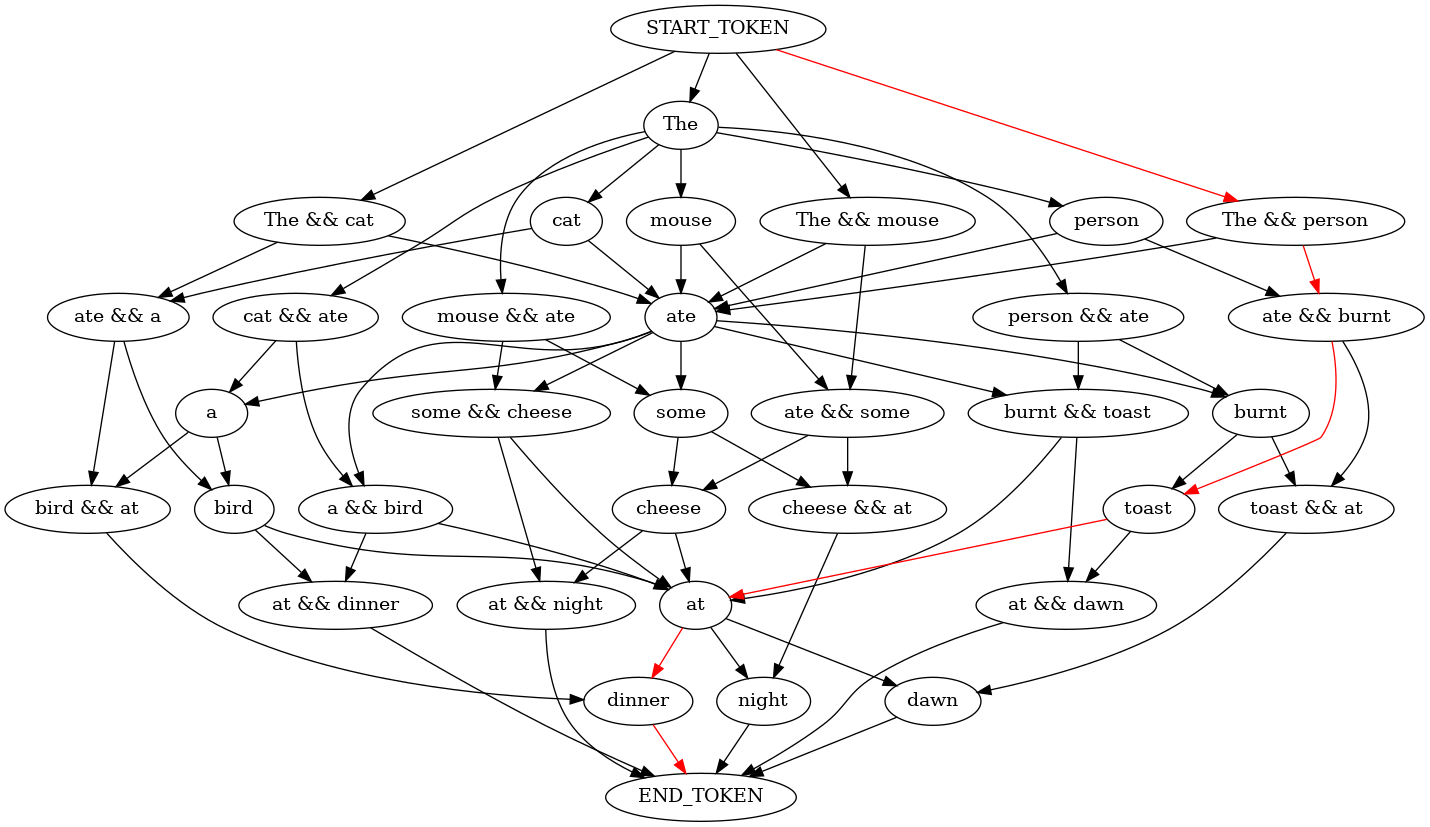 START_TOKEN
The
The && cat
cat
mouse
The && mouse
person
The && person
ate && a
cat && ate
mouse && ate
ate
person && ate
ate && burnt
a
some && cheese
some
ate && some
burnt && toast
burnt
bird && at
bird
a && bird
cheese
cheese && at
toast
toast && at
at && dinner
at && night
at
at && dawn
dinner
night
dawn
END_TOKEN